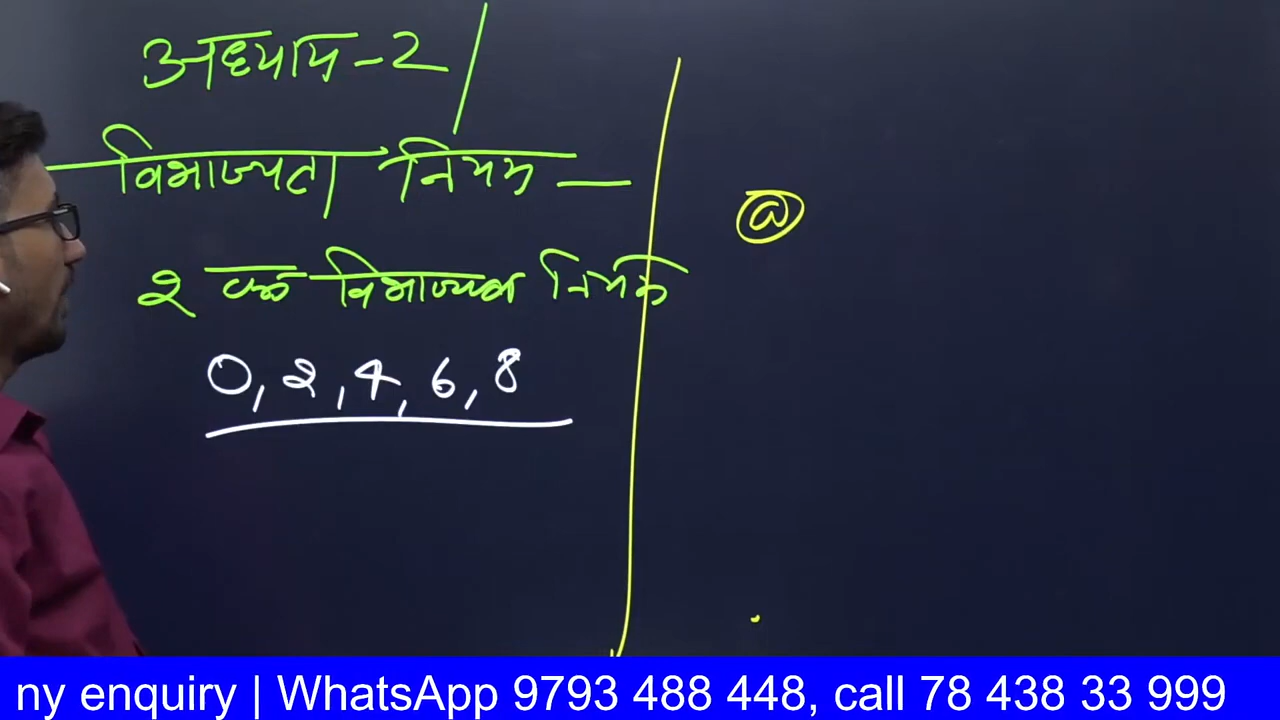 अध्याय - 2
विभाज्यता नियम —
2 का विभाज्यता नियम
0, 2, 4, 6, 8
@
ny enquiry | WhatsApp 9793 488 448, call 78 438 33 999